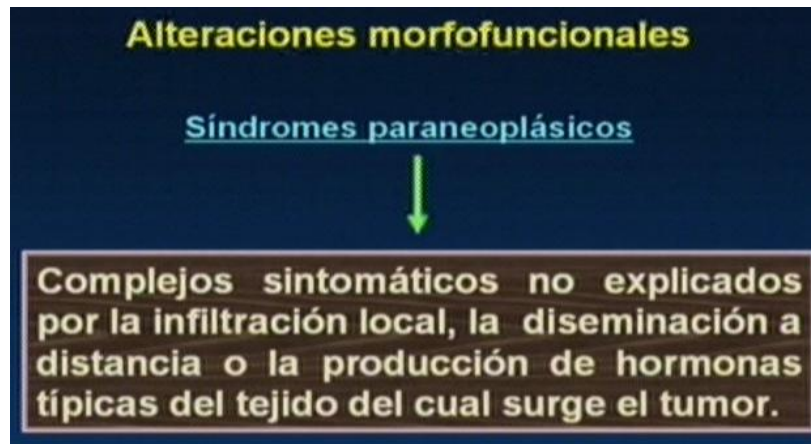 Alteraciones morfofuncionales
Síndromes paraneoplásicos
Complejos sintomáticos no explicados
por la infiltración local, la diseminación a
distancia o la producción de hormonas
típicas del tejido del cual surge el tumor.